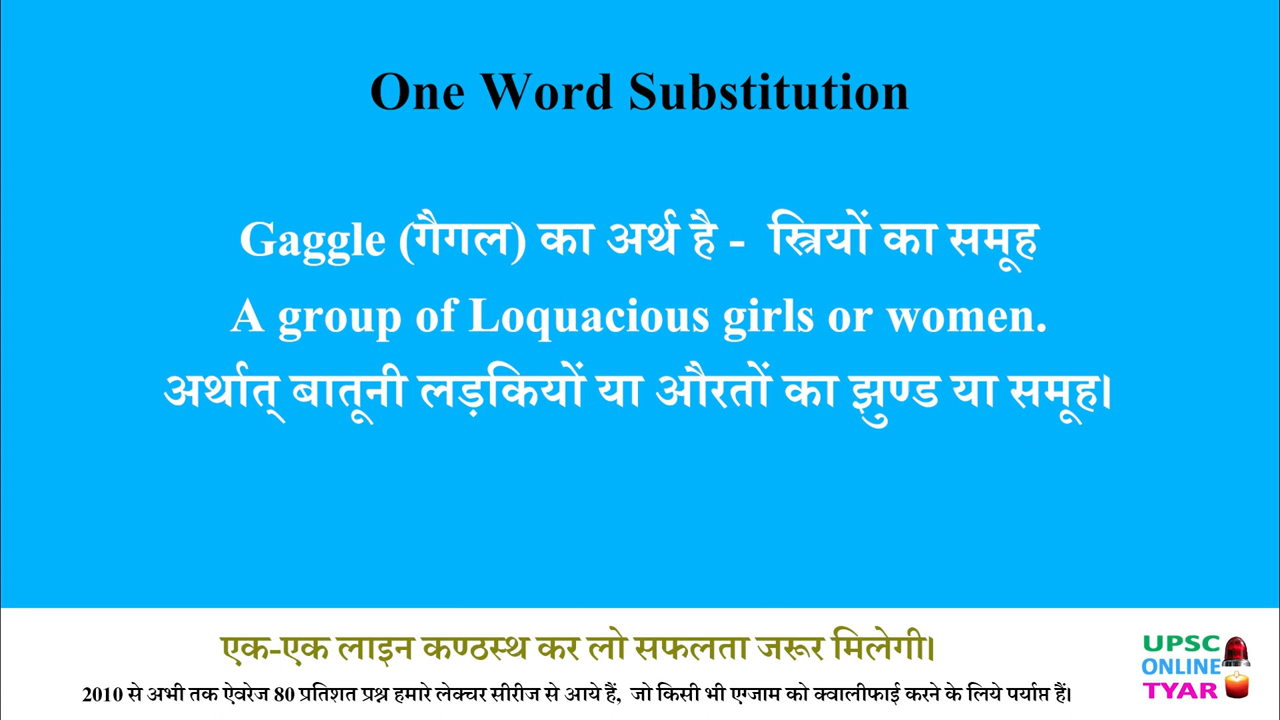 One Word Substitution
Gaggle (गैगल) का अर्थ है - स्त्रियों का समूह
A group of Loquacious girls or women.
अर्थात् बातूनी लड़कियों या औरतों का झुण्ड या समूह।
एक-एक लाइन कण्ठस्थ कर लो सफलता जरूर मिलेगी।
2010 से अभी तक ऐवरेज 80 प्रतिशत प्रश्न हमारे लेक्चर सीरीज से आये हैं, जो किसी भी एग्जाम को क्वालीफाई करने के लिये पर्याप्त हैं।
UPSC
ONLINE
TYAR